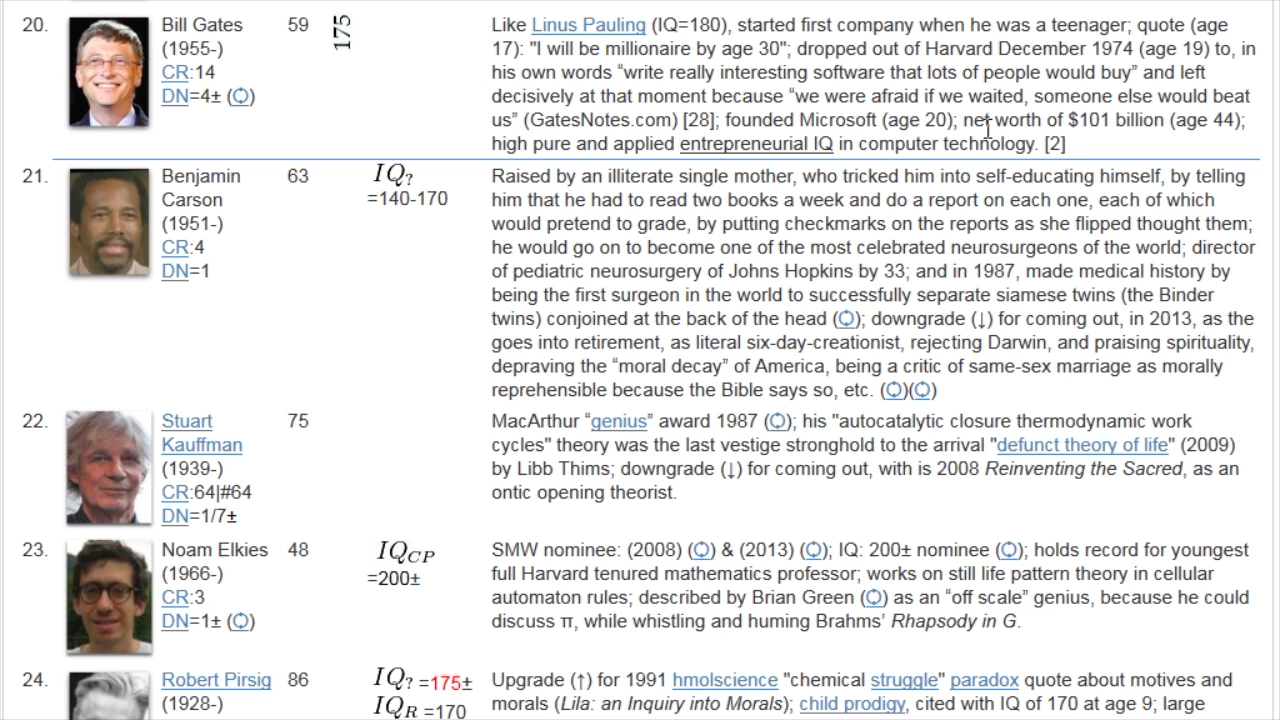 20. Bill Gates 59 175 Like Linus Pauling (IQ=180), started first company when he was a teenager; quote (age
(1955-) 17): "I will be millionaire by age 30"; dropped out of Harvard December 1974 (age 19) to, in
CR:14 his own words “write really interesting software that lots of people would buy” and left
DN=4± decisively at that moment because “we were afraid if we waited, someone else would beat
us” (GatesNotes.com) [28]; founded Microsoft (age 20); net worth of $101 billion (age 44);
high pure and applied entrepreneurial IQ in computer technology. [2]
21. Benjamin 63 IQ? Raised by an illiterate single mother, who tricked him into self-educating himself, by telling
Carson =140-170 him that he had to read two books a week and do a report on each one, each of which
(1951-) would pretend to grade, by putting checkmarks on the reports as she flipped thought them;
CR:4 he would go on to become one of the most celebrated neurosurgeons of the world; director
DN=1 of pediatric neurosurgery of Johns Hopkins by 33; and in 1987, made medical history by
being the first surgeon in the world to successfully separate siamese twins (the Binder
twins) conjoined at the back of the head (); downgrade (↓) for coming out, in 2013, as the
goes into retirement, as literal six-day-creationist, rejecting Darwin, and praising spirituality,
depraving the “moral decay” of America, being a critic of same-sex marriage as morally
reprehensible because the Bible says so, etc. ()()
22. Stuart 75 MacArthur “genius” award 1987 (); his "autocatalytic closure thermodynamic work
Kauffman cycles" theory was the last vestige stronghold to the arrival "defunct theory of life" (2009)
(1939-) by Libb Thims; downgrade (↓) for coming out, with is 2008 Reinventing the Sacred, as an
CR:64|#64 ontic opening theorist.
DN=1/7±
23. Noam Elkies 48 IQCP SMW nominee: (2008) () & (2013) (); IQ: 200± nominee (); holds record for youngest
(1966-) =200± full Harvard tenured mathematics professor; works on still life pattern theory in cellular
CR:3 automaton rules; described by Brian Green () as an “off scale” genius, because he could
DN=1± () discuss π, while whistling and huming Brahms’ Rhapsody in G.
24. Robert Pirsig 86 IQ? =175± Upgrade (↑) for 1991 hmolscience "chemical struggle" paradox quote about motives and
(1928-) IQR =170 morals (Lila: an Inquiry into Morals); child prodigy, cited with IQ of 170 at age 9; large